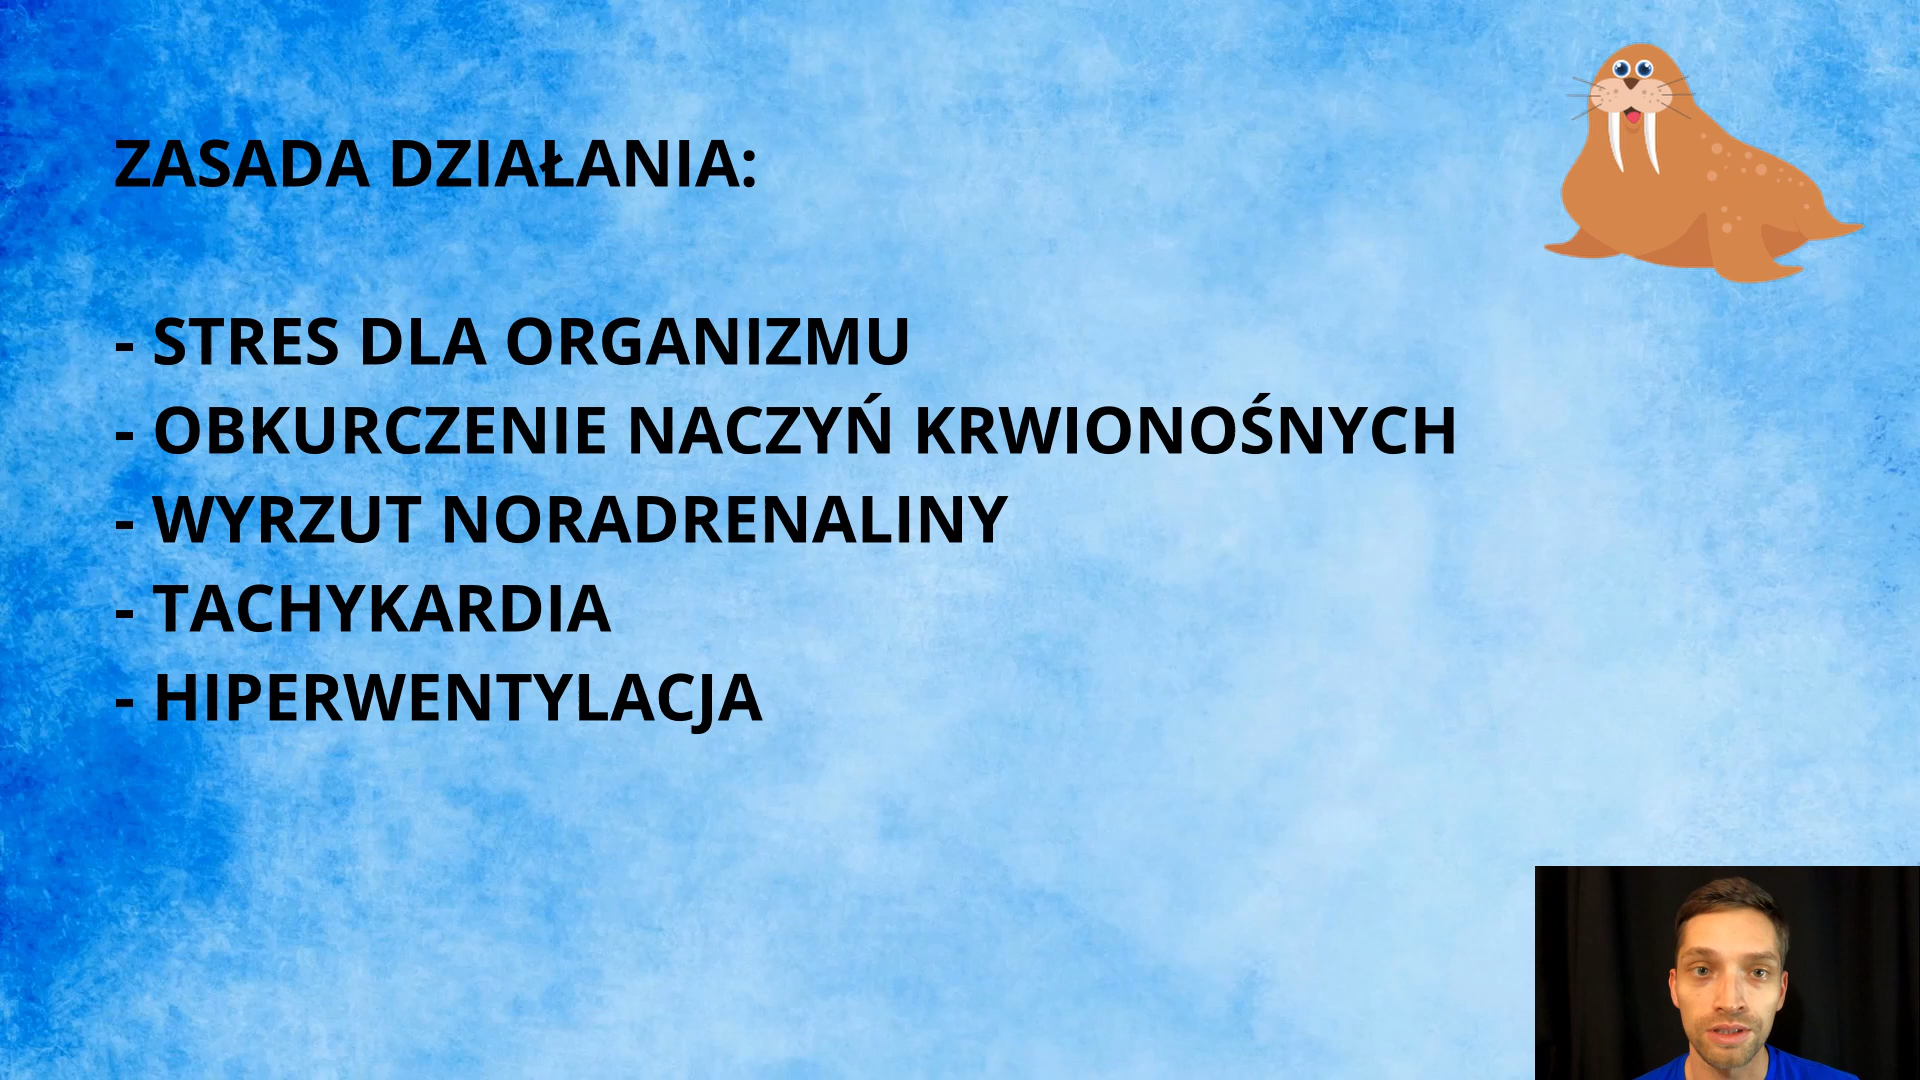 ZASADA DZIAŁANIA:
- STRES DLA ORGANIZMU
- OBKURCZENIE NACZYŃ KRWIONOŚNYCH
- WYRZUT NORADRENALINY
- TACHYKARDIA
- HIPERWENTYLACJA